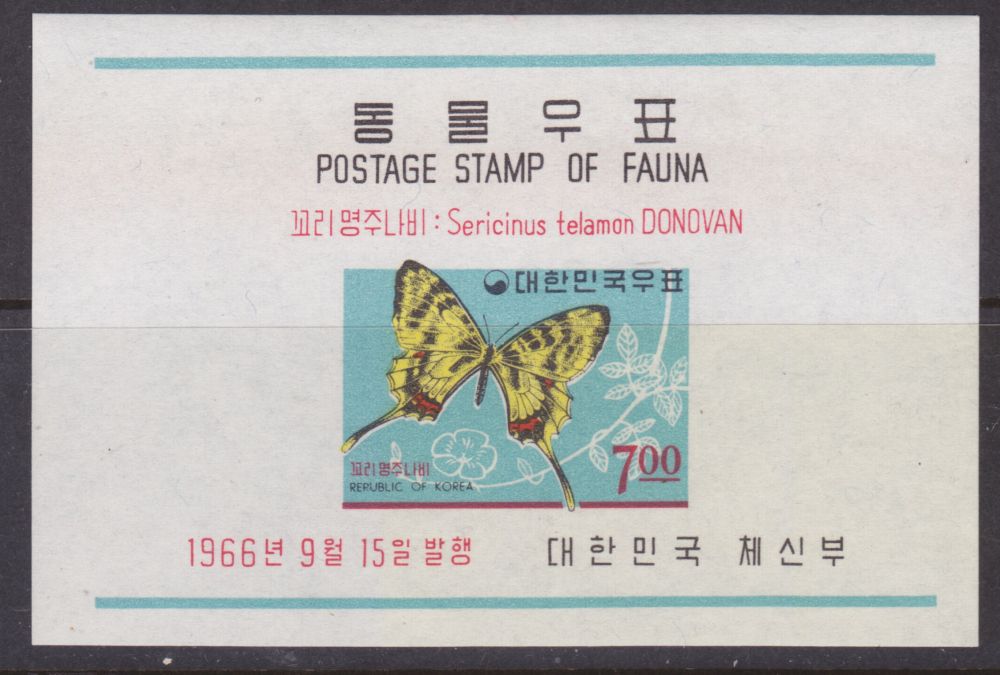 동물우표
POSTAGE STAMP OF FAUNA
꼬리명주나비 : Sericinus telamon DONOVAN
대한민국우표
7.00
꼬리명주나비
REPUBLIC OF KOREA
1966년 9월 15일 발행 대한민국 체신부